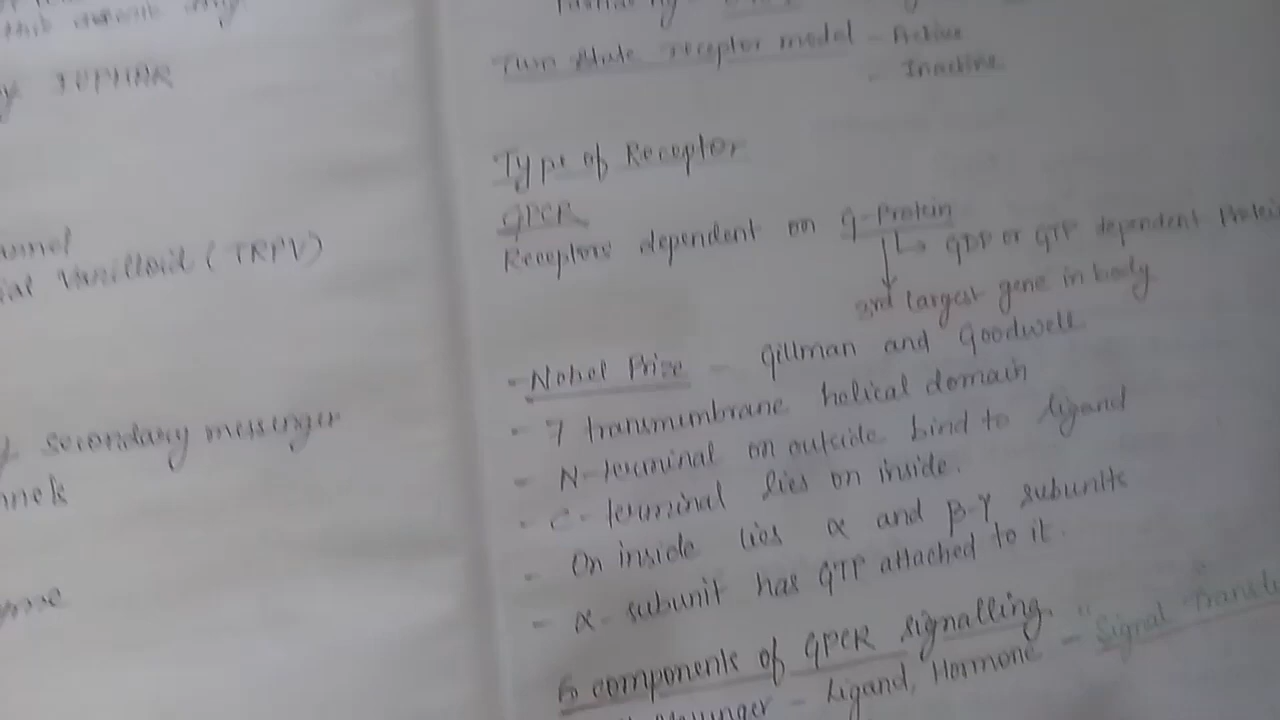 IUPHAR
Vanilloid (TRPV)
secondary messenger
Two state receptor model - Active
- Inactive
Type of Receptor
GPCR
Receptors dependent on G-Protein
↳ GDP or GTP dependent Protein
3rd largest gene in body
- Nobel Prize - Gillman and Goodwell
- 7 transmumbrane helical domain
- N-terminal on outside bind to ligand
- C-terminal lies on inside.
- On inside lies α and β-γ subunits
- α-subunit has GTP attached to it.
5 components of GPCR signalling
- Ligand, Hormone - "Signal